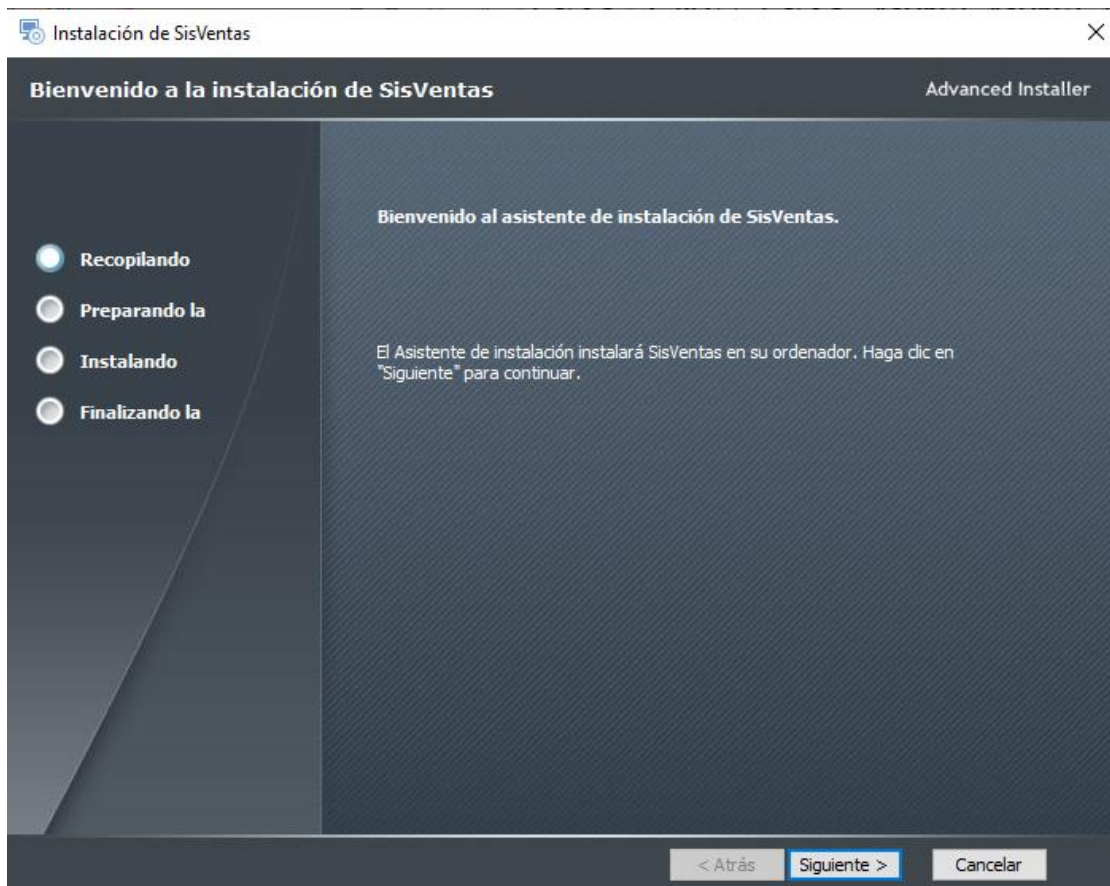 Instalación de SisVentas
Bienvenido a la instalación de SisVentas
Advanced Installer
Bienvenido al asistente de instalación de SisVentas.
Recopilando
Preparando la
Instalando
Finalizando la
El Asistente de instalación instalará SisVentas en su ordenador. Haga clic en
"Siguiente" para continuar.
< Atrás
Siguiente >
Cancelar